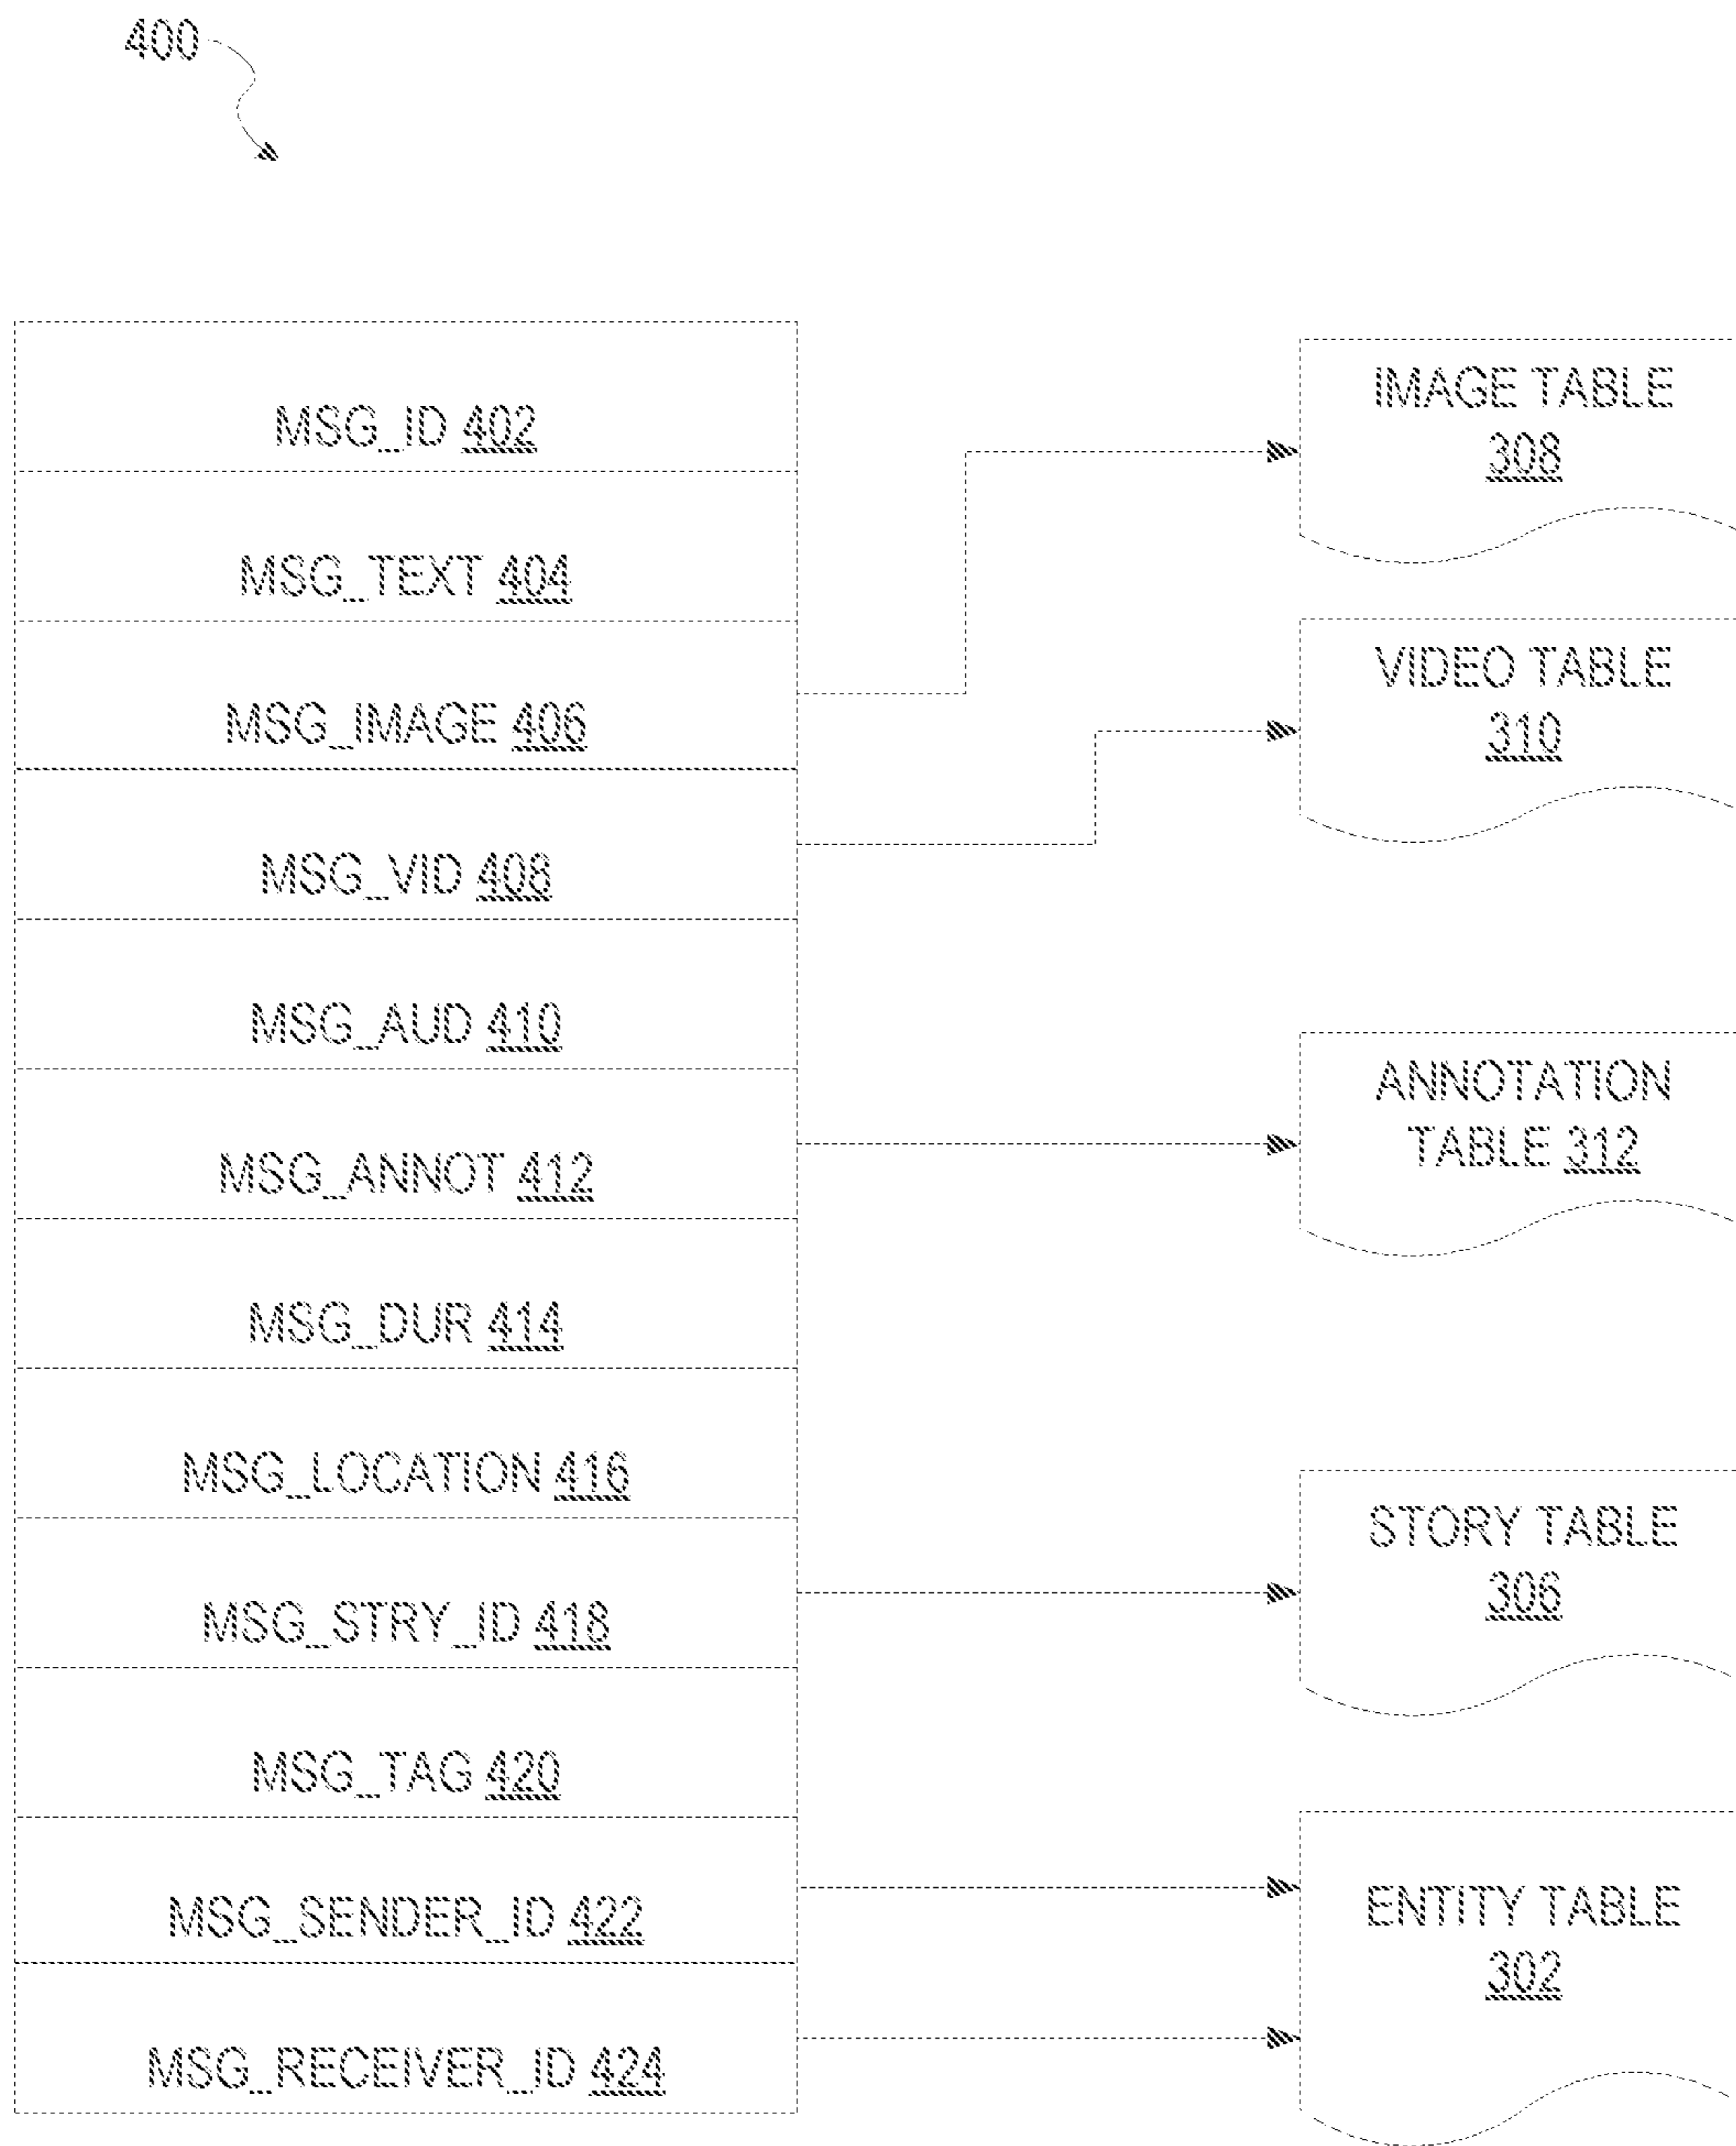 400
MSG_ID 402
MSG_TEXT 404
MSG_IMAGE 406
MSG_VID 408
MSG_AUD 410
MSG_ANNOT 412
MSG_DUR 414
MSG_LOCATION 416
MSG_STRY_ID 418
MSG_TAG 420
MSG_SENDER_ID 422
MSG_RECEIVER_ID 424
IMAGE TABLE
308
VIDEO TABLE
310
ANNOTATION
TABLE 312
STORY TABLE
306
ENTITY TABLE
302